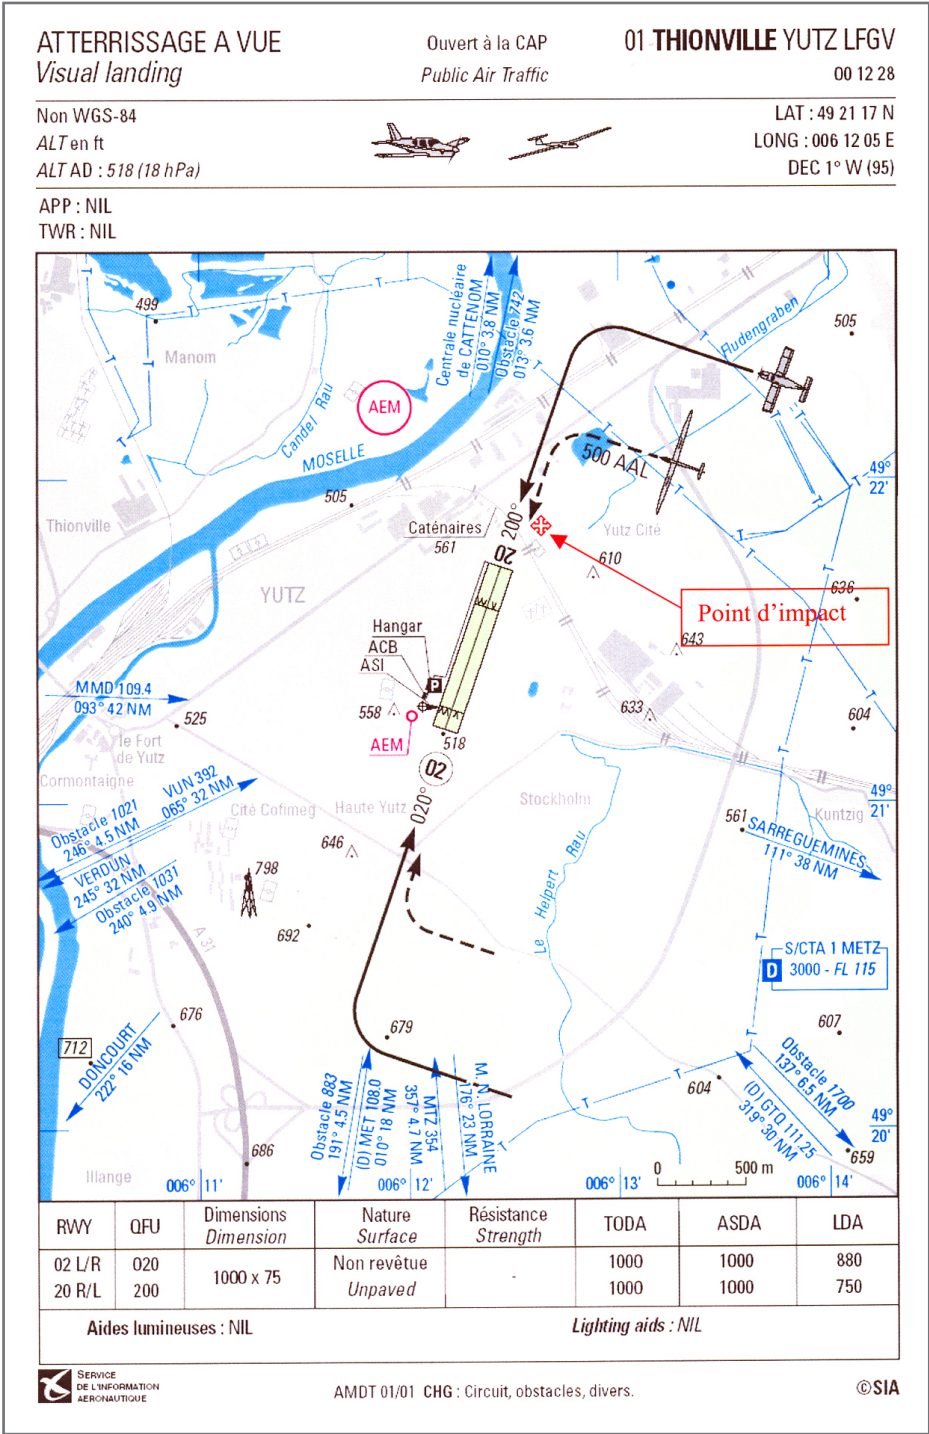 ATTERRISSAGE A VUE
Visual landing
Ouvert à la CAP
Public Air Traffic
01 THIONVILLE YUTZ LFGV
00 12 28
Non WGS-84
ALT en ft
ALT AD : 518 (18 hPa)
LAT : 49 21 17 N
LONG : 006 12 05 E
DEC 1° W (95)
APP : NIL
TWR : NIL
499
Manom
Candel Rau
AEM
MOSELLE
Centrale nucléaire
de CATTENOM
010° 3.8 NM
Obstacle 742
013° 3.6 NM
Rudengraben
505
500 AAL
49°
22'
505
Thionville
Caténaires
561
200°
20
Yutz Cité
610
YUTZ
636
Point d'impact
643
Hangar
ACB
ASI
P
558
AEM
518
633
604
MMD 109.4
093° 42 NM
525
le Fort
de Yutz
Cormontaigne
02
020°
VUN 392
065° 32 NM
Obstacle 1021
246° 4.5 NM
VERDUN
245° 32 NM
Obstacle 1031
240° 4.9 NM
Cité Cofimeg
Haute Yutz
Stockholm
49°
21'
561
Kuntzig
SARREGUEMINES
111° 38 NM
646
798
Le Helpert Rau
A 31
692
S/CTA 1 METZ
D 3000 - FL 115
676
679
607
712
DONCOURT
222° 16 NM
Obstacle 883
191° 4.5 NM
(D) MET 108.0
010° 18 NM
MTZ 354
357° 4.7 NM
M. N. LORRAINE
176° 23 NM
604
Obstacle 1700
137° 6.5 NM
(D) GTQ 111.25
319° 30 NM
49°
20'
659
686
Illange
0 500 m
006° 11'
006° 12'
006° 13'
006° 14'
RWY QFU Dimensions Nature Résistance TODA ASDA LDA
Dimension Surface Strength
02 L/R 020 1000 x 75 Non revêtue - 1000 1000 880
20 R/L 200 Unpaved 1000 1000 750
Aides lumineuses : NIL
Lighting aids : NIL
SERVICE
DE L'INFORMATION
AERONAUTIQUE
AMDT 01/01 CHG : Circuit, obstacles, divers.
©SIA